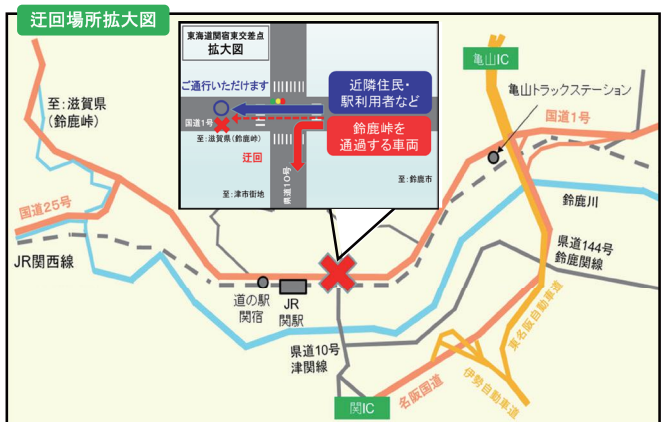 迂回場所拡大図
東海道関宿東交差点
拡大図
ご通行いただけます
国道1号
至:滋賀県(鈴鹿峠)
迂回
至:津市街地
県道10号
至:鈴鹿市
近隣住民・
駅利用者など
鈴鹿峠を
通過する車両
亀山IC
亀山トラックステーション
国道1号
至:滋賀県
(鈴鹿峠)
国道25号
JR関西線
道の駅
関宿
JR
関駅
県道10号
津関線
関IC
名阪国道
伊勢自動車道
東名阪自動車道
鈴鹿川
県道144号
鈴鹿関線